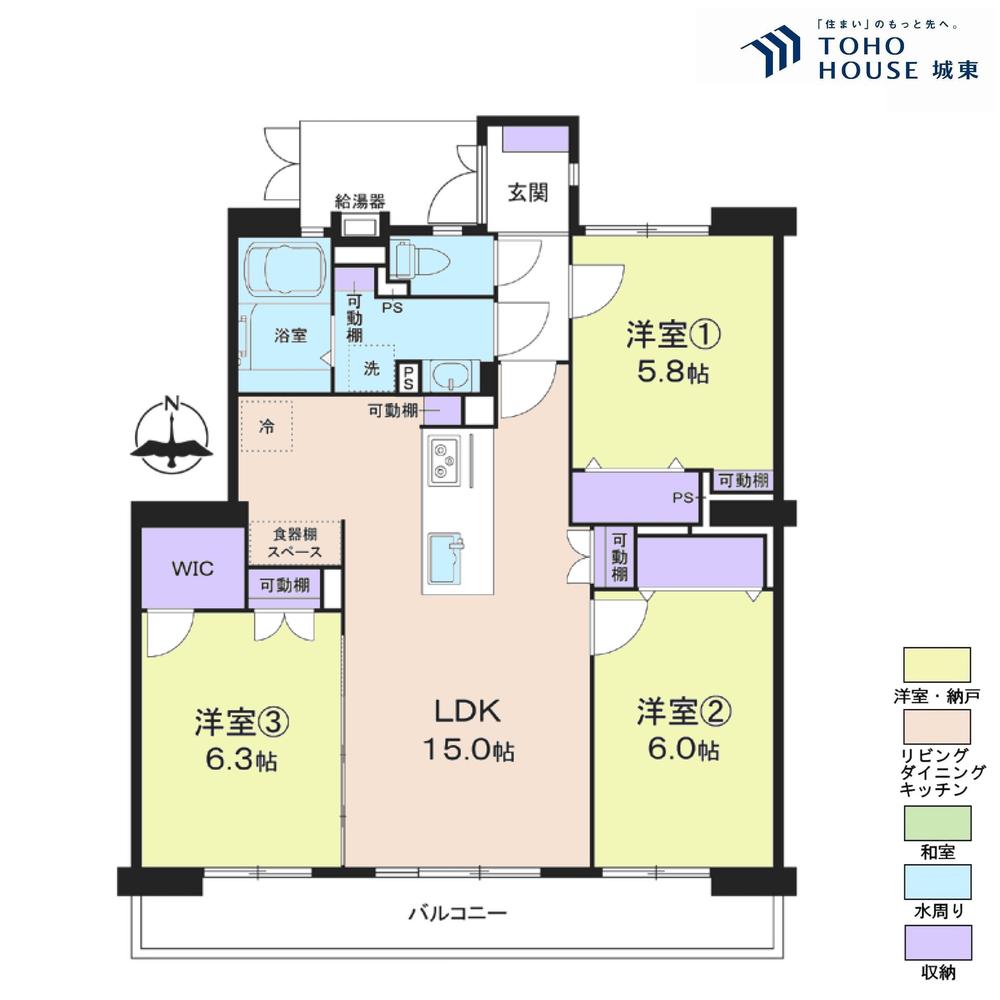 「住まい」のもっと先へ。
TOHO
HOUSE 城東
給湯器
玄関
浴室
可動棚
PS
洗
PS
洋室①
5.8帖
N
冷
可動棚
可動棚
PS
食器棚
スペース
可動棚
WIC
可動棚
洋室③
6.3帖
LDK
15.0帖
洋室②
6.0帖
バルコニー
洋室・納戸
リビング
ダイニング
キッチン
和室
水周り
収納